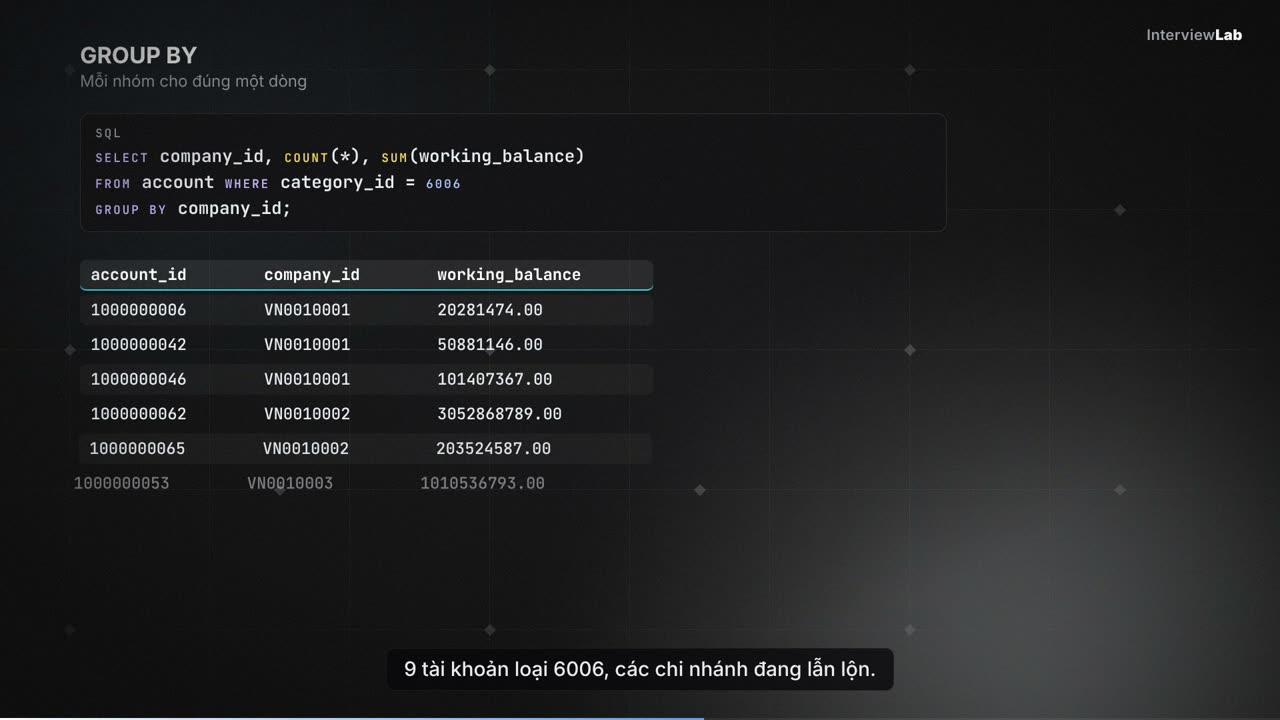 InterviewLab
GROUP BY
Mỗi nhóm cho đúng một dòng
SQL
SELECT company_id, COUNT(*), SUM(working_balance)
FROM account WHERE category_id = 6006
GROUP BY company_id;
account_id company_id working_balance
1000000006 VN0010001 20281474.00
1000000042 VN0010001 50881146.00
1000000046 VN0010001 101407367.00
1000000062 VN0010002 3052868789.00
1000000065 VN0010002 203524587.00
1000000053 VN0010003 1010536793.00
9 tài khoản loại 6006, các chi nhánh đang lẫn lộn.